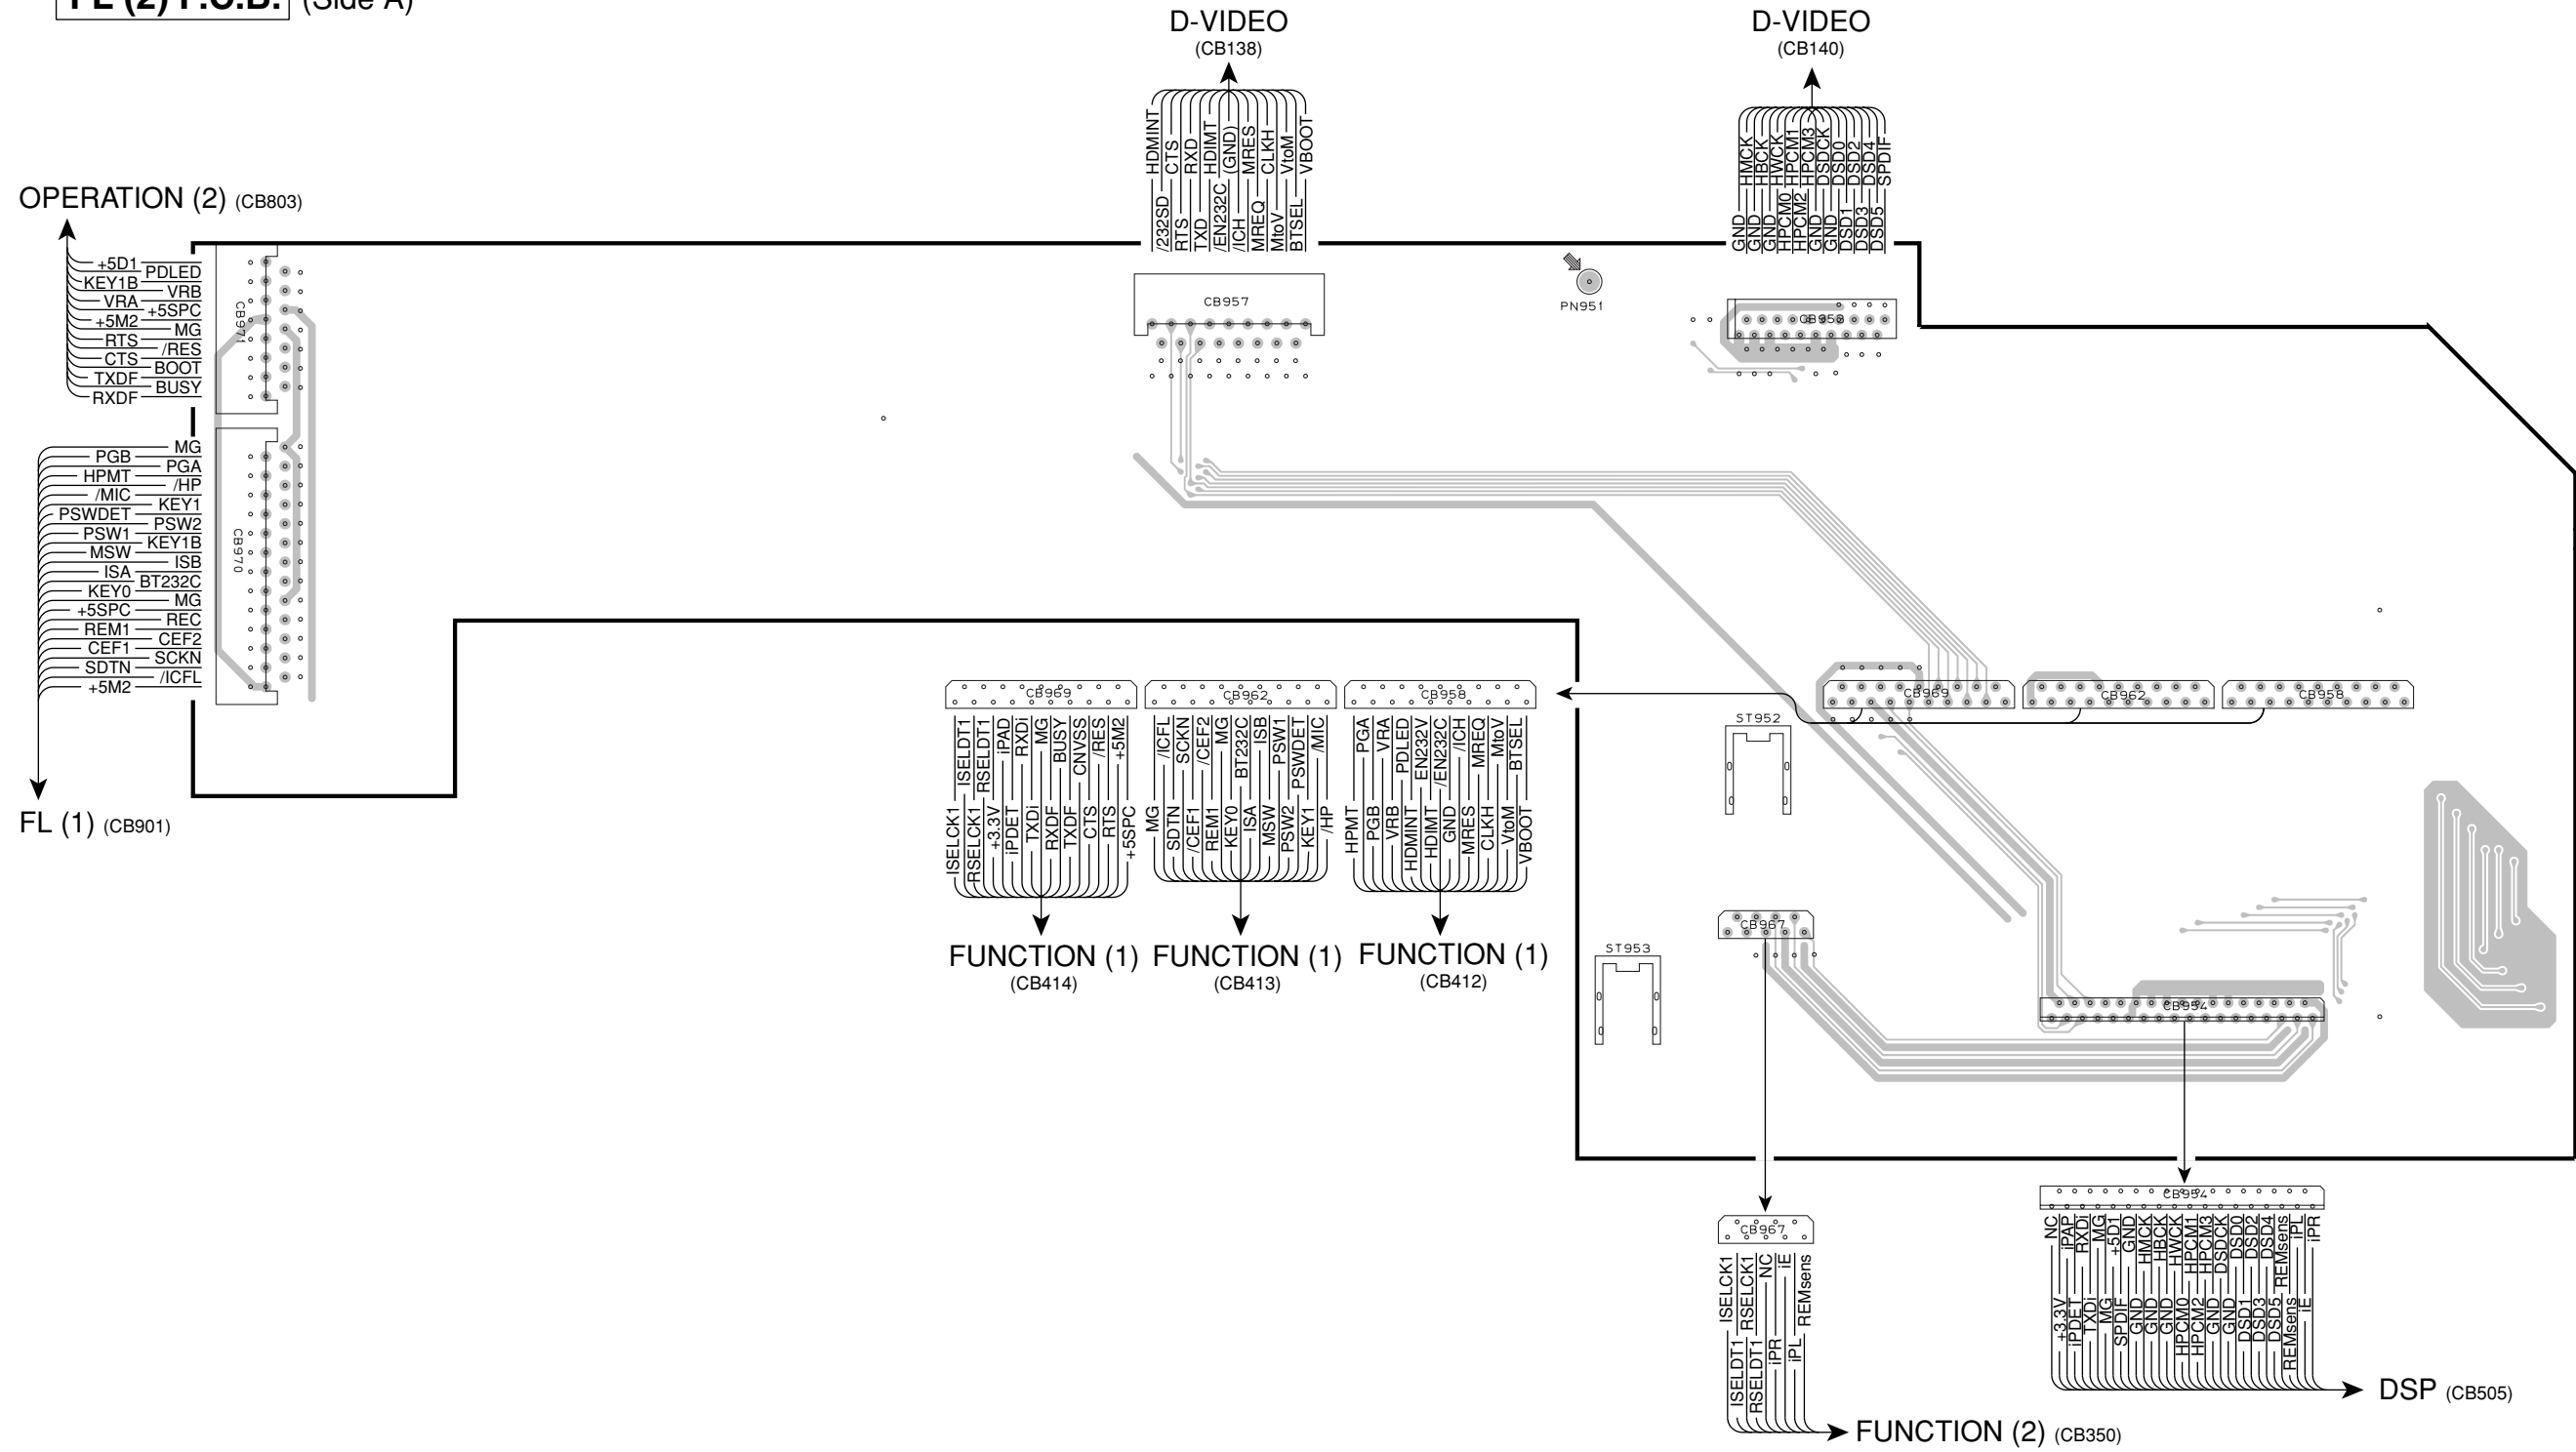 FL (2) P.C.B. (Side A)
D-VIDEO
(CB138)
D-VIDEO
(CB140)
HDMINT
/232SD
CTS
RTS
RXD
TXD
HDIMT
/EN232C
(GND)
/ICH
MRES
MREQ
CLKH
MtoV
VtoM
BTSEL
VBOOT
GND
HMCK
GND
HBCK
GND
HWCK
HPCM0
HPCM1
HPCM2
HPCM3
GND
DSDCK
GND
DSD0
DSD1
DSD2
DSD3
DSD4
DSD5
SPDIF
OPERATION (2) (CB803)
+5D1
PDLED
KEY1B
VRB
VRA
+5SPC
+5M2
MG
RTS
/RES
CTS
BOOT
TXDF
BUSY
RXDF
CB971
CB957
PN951
CB953
MG
PGB
PGA
HPMT
/HP
/MIC
KEY1
PSWDET
PSW2
PSW1
KEY1B
MSW
ISB
ISA
BT232C
KEY0
MG
+5SPC
REC
REM1
CEF2
CEF1
SCKN
SDTN
/ICFL
+5M2
CB970
FL (1) (CB901)
CB969
CB962
CB958
CB969
CB962
CB958
ISELCK1
ISELDT1
RSELCK1
RSELDT1
+3.3V
iPAD
iPDET
RXDi
TXDi
MG
RXDF
BUSY
TXDF
CNVSS
CTS
/RES
RTS
+5M2
+5SPC
MG
/ICFL
SDTN
SCKN
/CEF1
/CEF2
REM1
MG
KEY0
BT232C
ISA
ISB
MSW
PSW1
PSW2
PSWDET
KEY1
/MIC
/HP
HPMT
PGA
PGB
VRA
VRB
PDLED
HDMINT
EN232V
HDIMT
/EN232C
GND
/ICH
MRES
MREQ
CLKH
MtoV
VtoM
BTSEL
VBOOT
FUNCTION (1)
(CB414)
FUNCTION (1)
(CB413)
FUNCTION (1)
(CB412)
ST952
ST953
CB967
CB954
CB967
CB954
ISELCK1
ISELDT1
RSELCK1
RSELDT1
NC
iPR
iE
iPL
REMsens
FUNCTION (2) (CB350)
NC
+3.3V
iPAP
iPDET
RXDi
TXDi
MG
MG
+5D1
SPDIF
GND
GND
HMCK
GND
HBCK
GND
HWCK
HPCM0
HPCM1
HPCM2
HPCM3
GND
DSDCK
GND
DSD0
DSD1
DSD2
DSD3
DSD4
DSD5
REMsens
REMsens
iPL
iE
iPR
DSP (CB505)